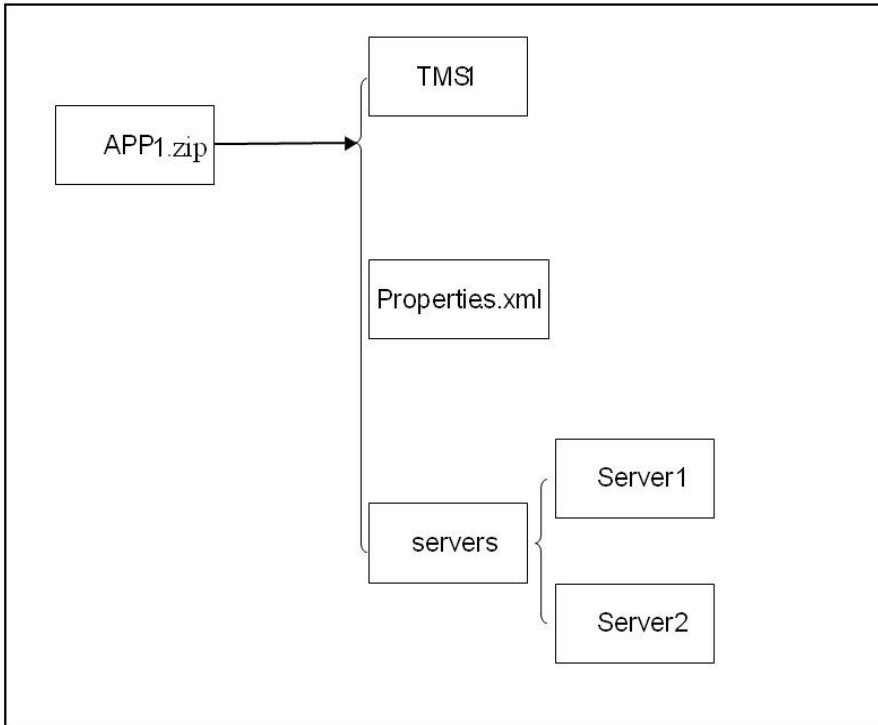 TMS1
APP1.zip
Properties.xml
Server1
servers
Server2